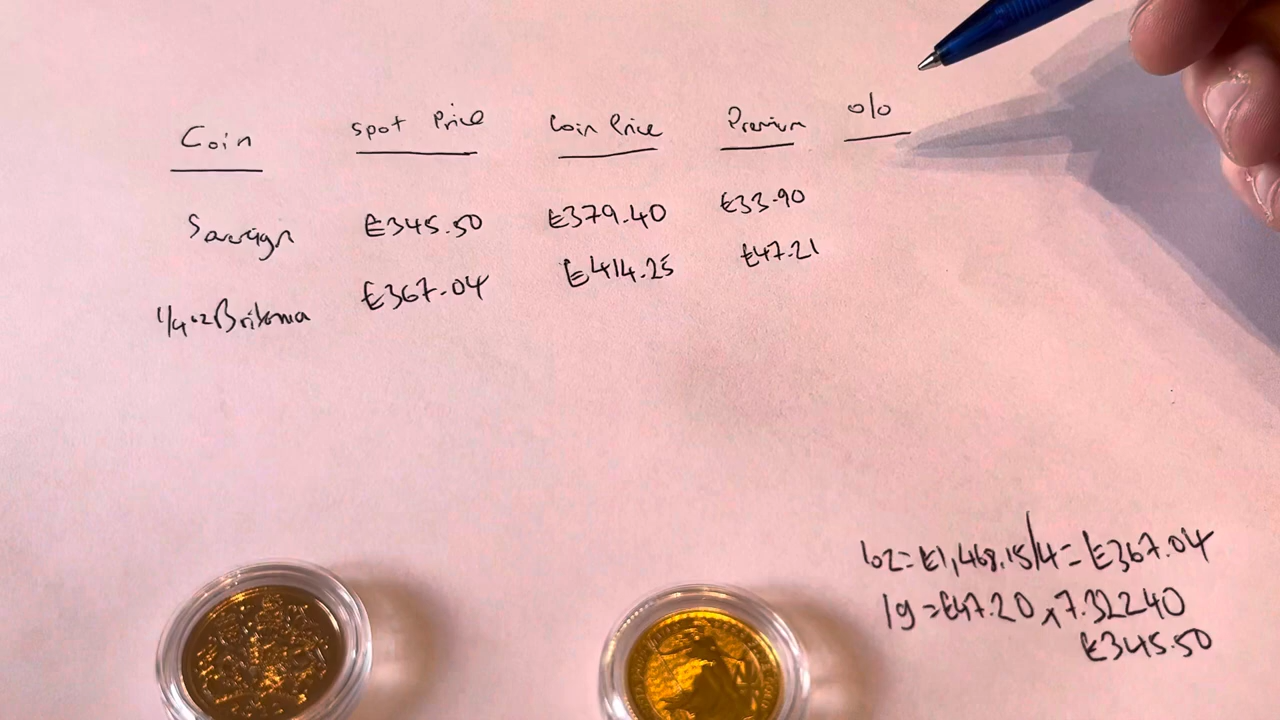 Coin Spot Price Coin Price Premium %
Sovereign £345.50 £379.40 £33.90
1/4oz Britannia £367.04 £414.25 £47.21
1oz = £1,468.15/4 = £367.04
1g = £47.20 x 7.32240
£345.50